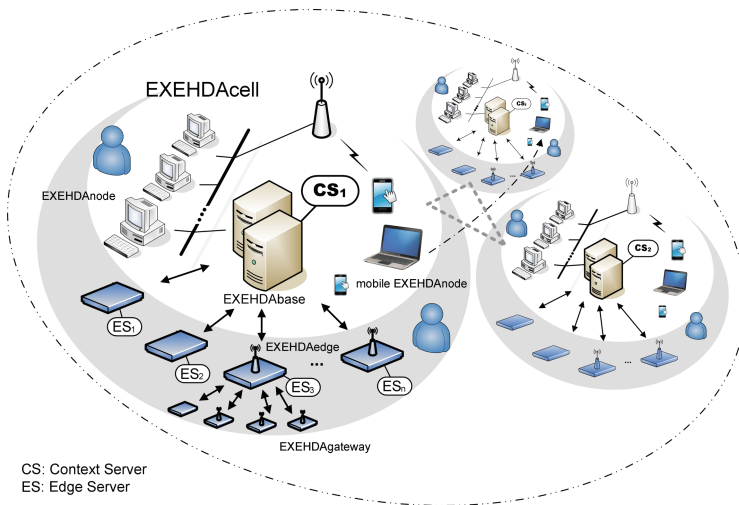 EXEHDAcell
CS₁
EXEHDAnode
CS₂
EXEHDAbase
mobile EXEHDAnode
ES₁
EXEHDAedge
ES₂
...
ES₃
ESn
...
...
EXEHDAgateway
CS: Context Server
ES: Edge Server